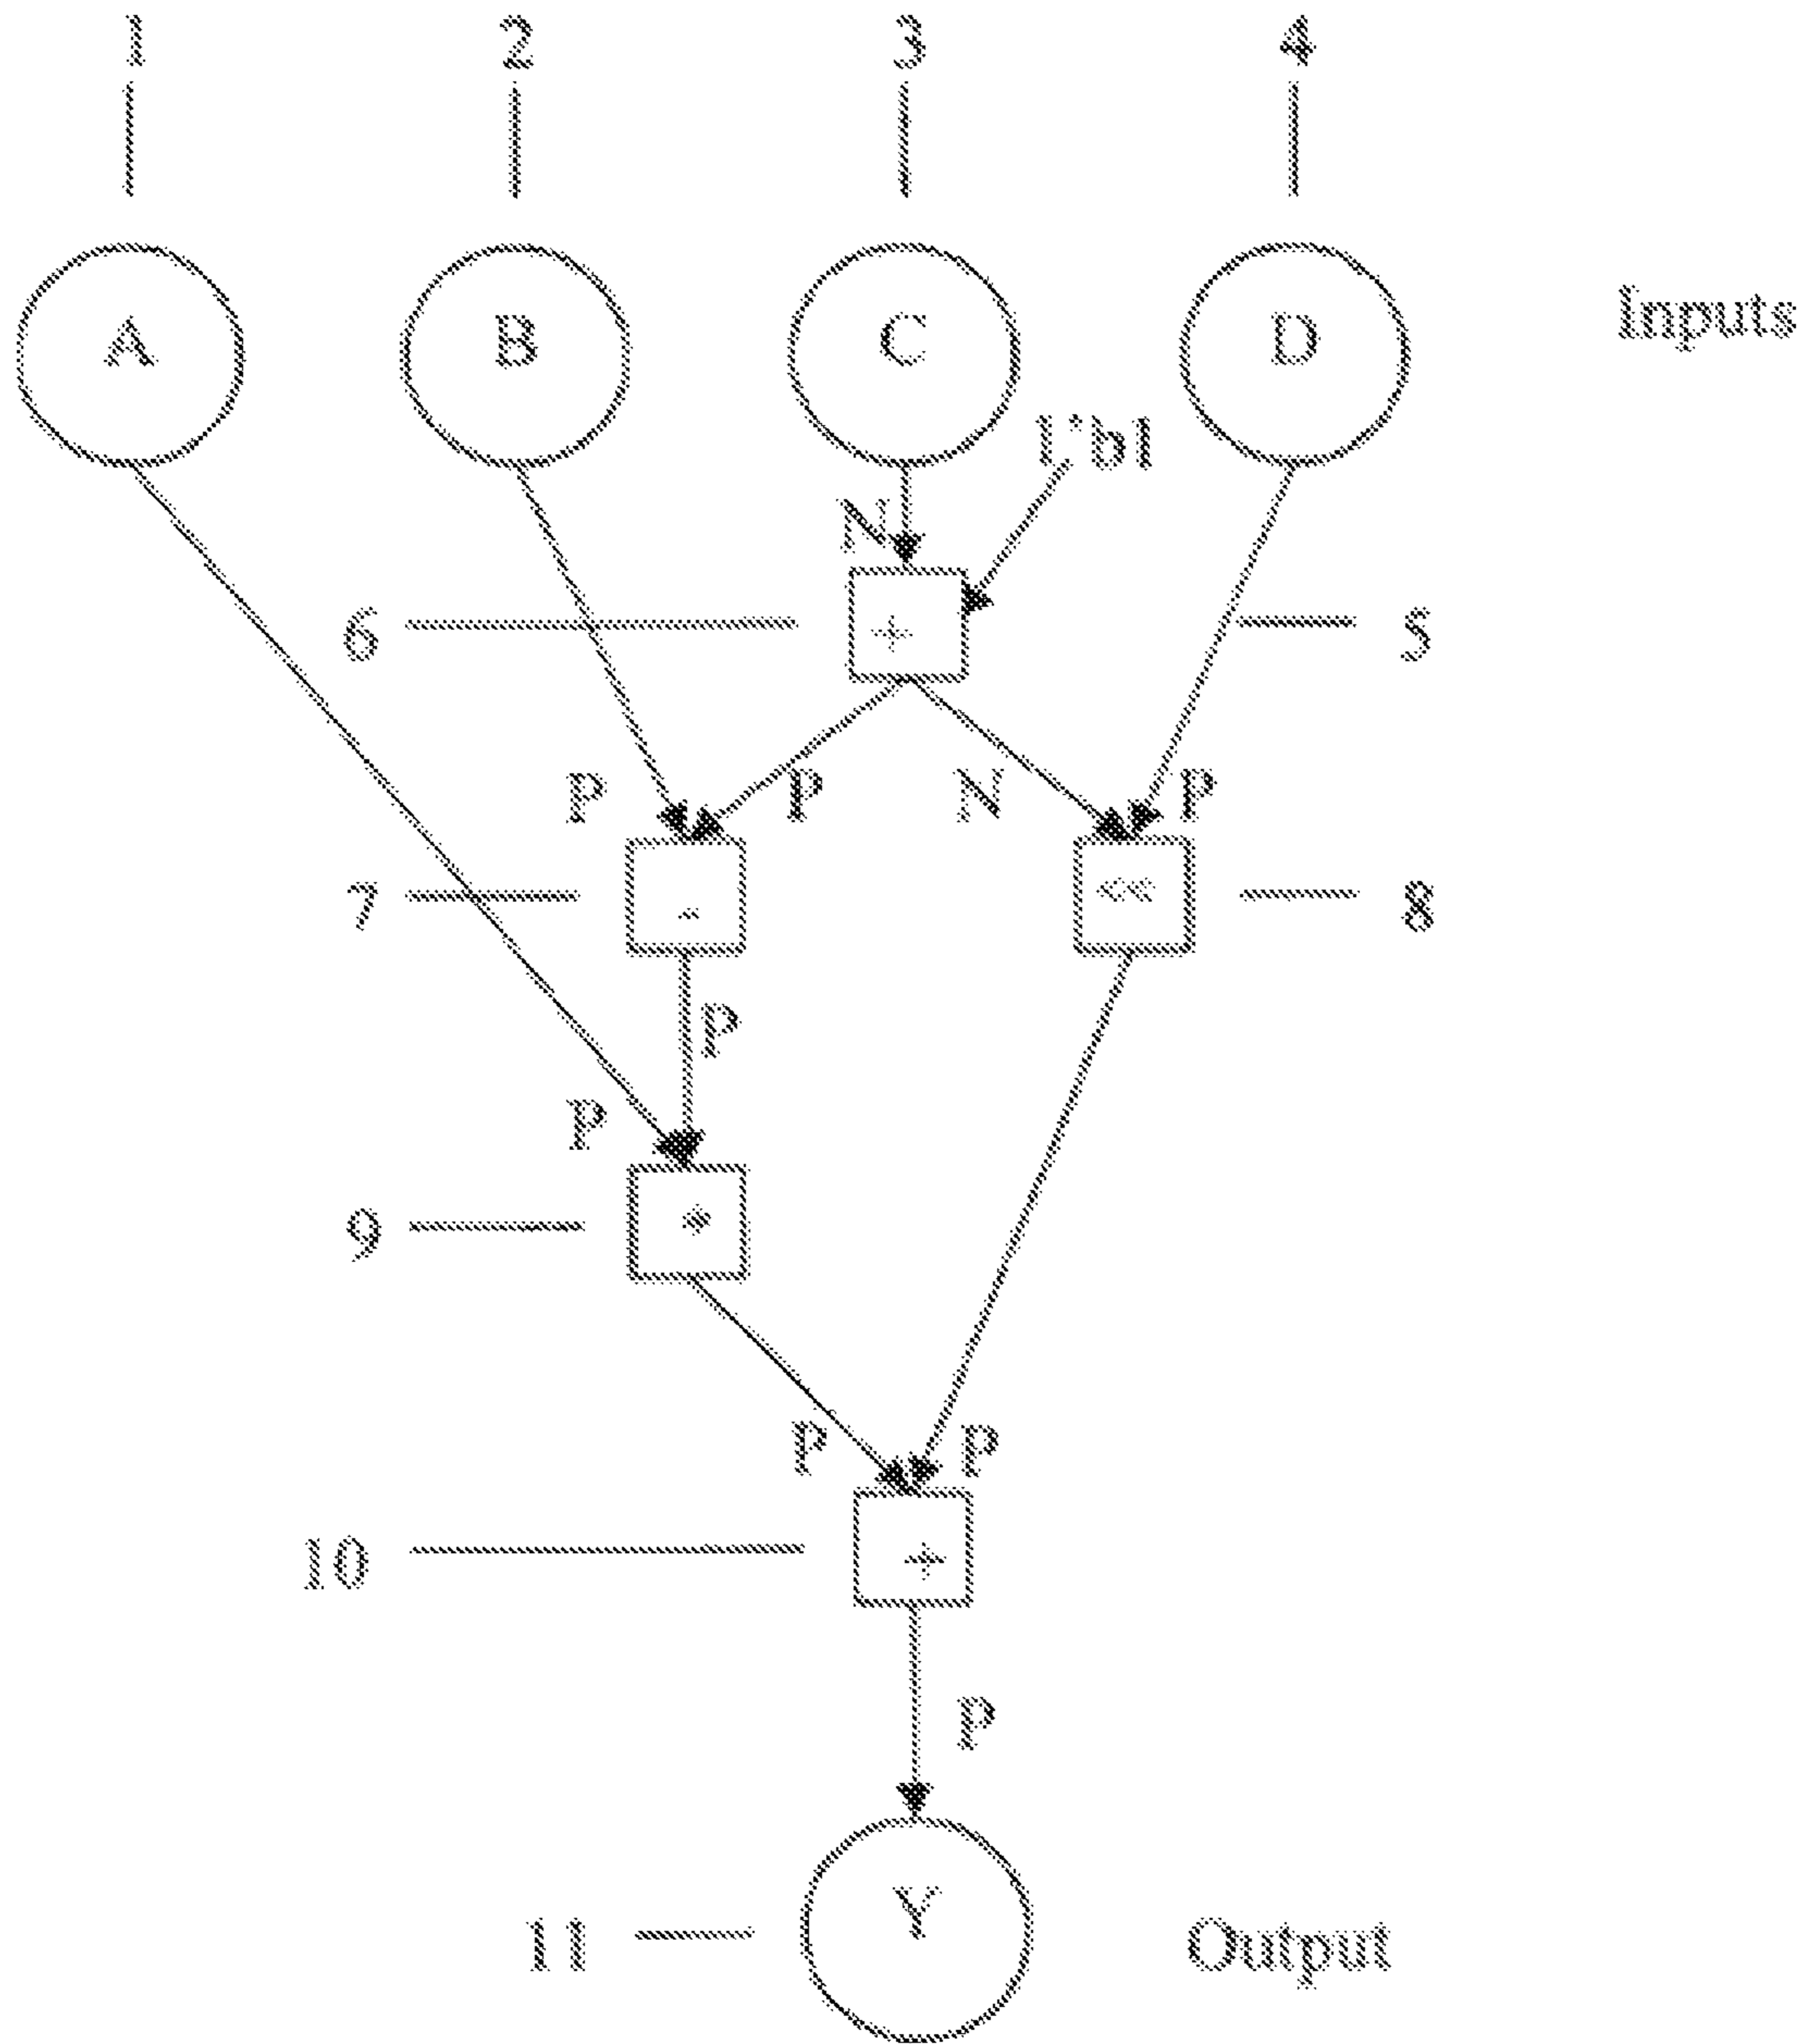 1 2 3 4
A B C D Inputs
1'b1
N
6 + 5
P P N P
7 - << 8
P
P
9 *
P P
10 +
P
Y
11 Output